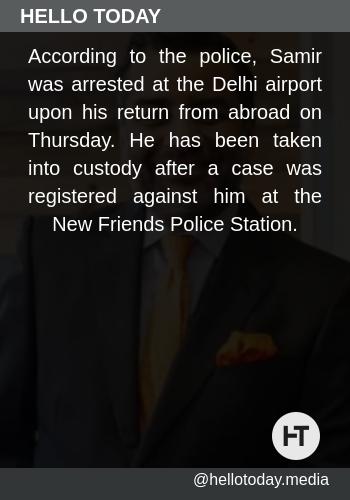 HELLO TODAY
According to the police, Samir
was arrested at the Delhi airport
upon his return from abroad on
Thursday. He has been taken
into custody after a case was
registered against him at the
New Friends Police Station.
HT
@hellotoday.media